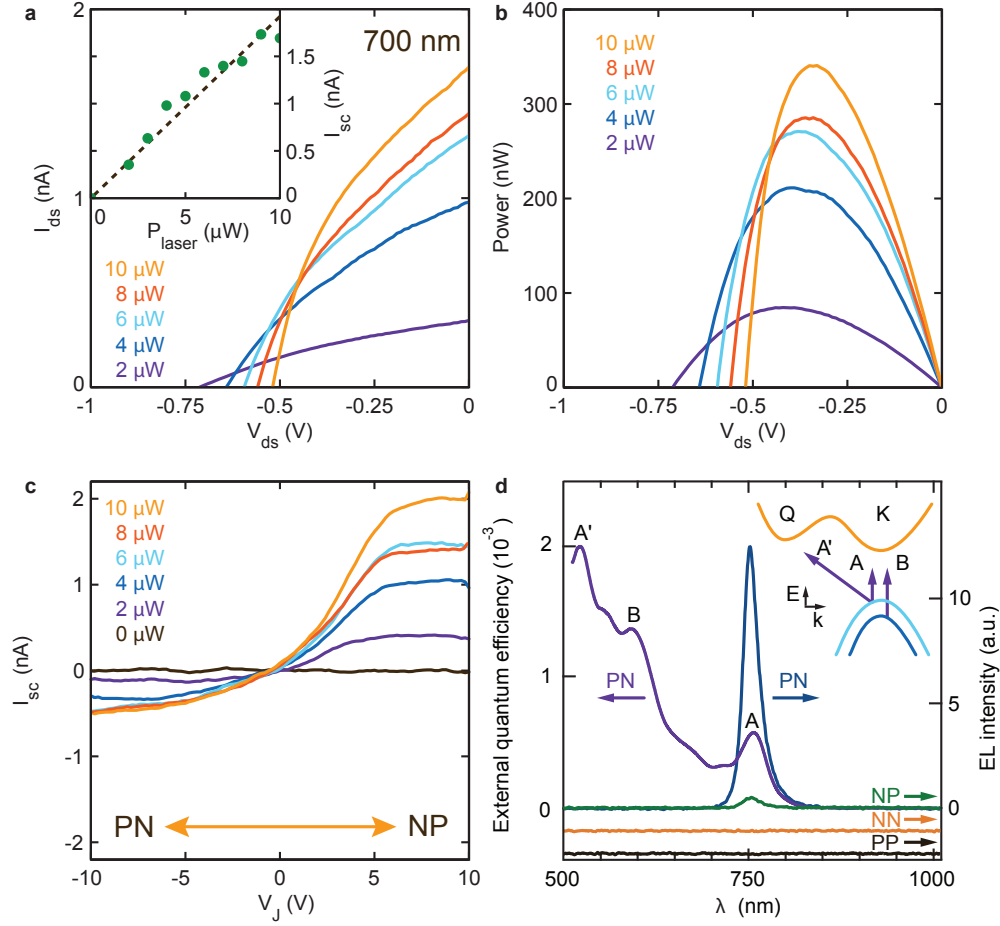 a
700 nm
I_ds (nA)
2
1
0
-1
-0.75
-0.5
-0.25
0
V_ds (V)
10 µW
8 µW
6 µW
4 µW
2 µW
1.5
1
0.5
0
I_sc (nA)
0
5
10
P_laser (µW)
b
Power (nW)
400
300
200
100
0
-1
-0.75
-0.5
-0.25
0
V_ds (V)
10 µW
8 µW
6 µW
4 µW
2 µW
c
I_sc (nA)
2
1
0
-1
-2
10 µW
8 µW
6 µW
4 µW
2 µW
0 µW
PN
NP
-10
-5
0
5
10
V_J (V)
d
External quantum efficiency (10⁻³)
2
1
0
A'
B
PN
PN
A
Q
K
A'
A
B
E
k
NP
NN
PP
10
5
0
EL intensity (a.u.)
500
750
1000
λ (nm)